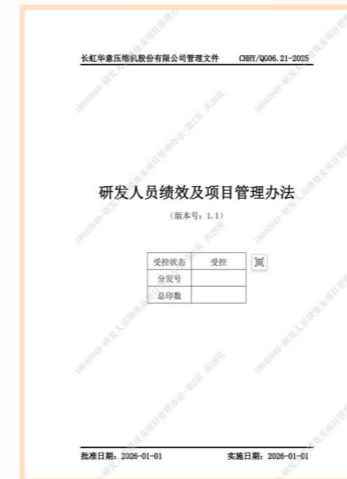 长虹华意压缩机股份有限公司管理文件 CHHY/QG06.21-2025
研发人员绩效及项目管理办法
（版本号：1.1）
受控状态 受控
分发号
总印数
批准日期：2026-01-01 实施日期：2026-01-01